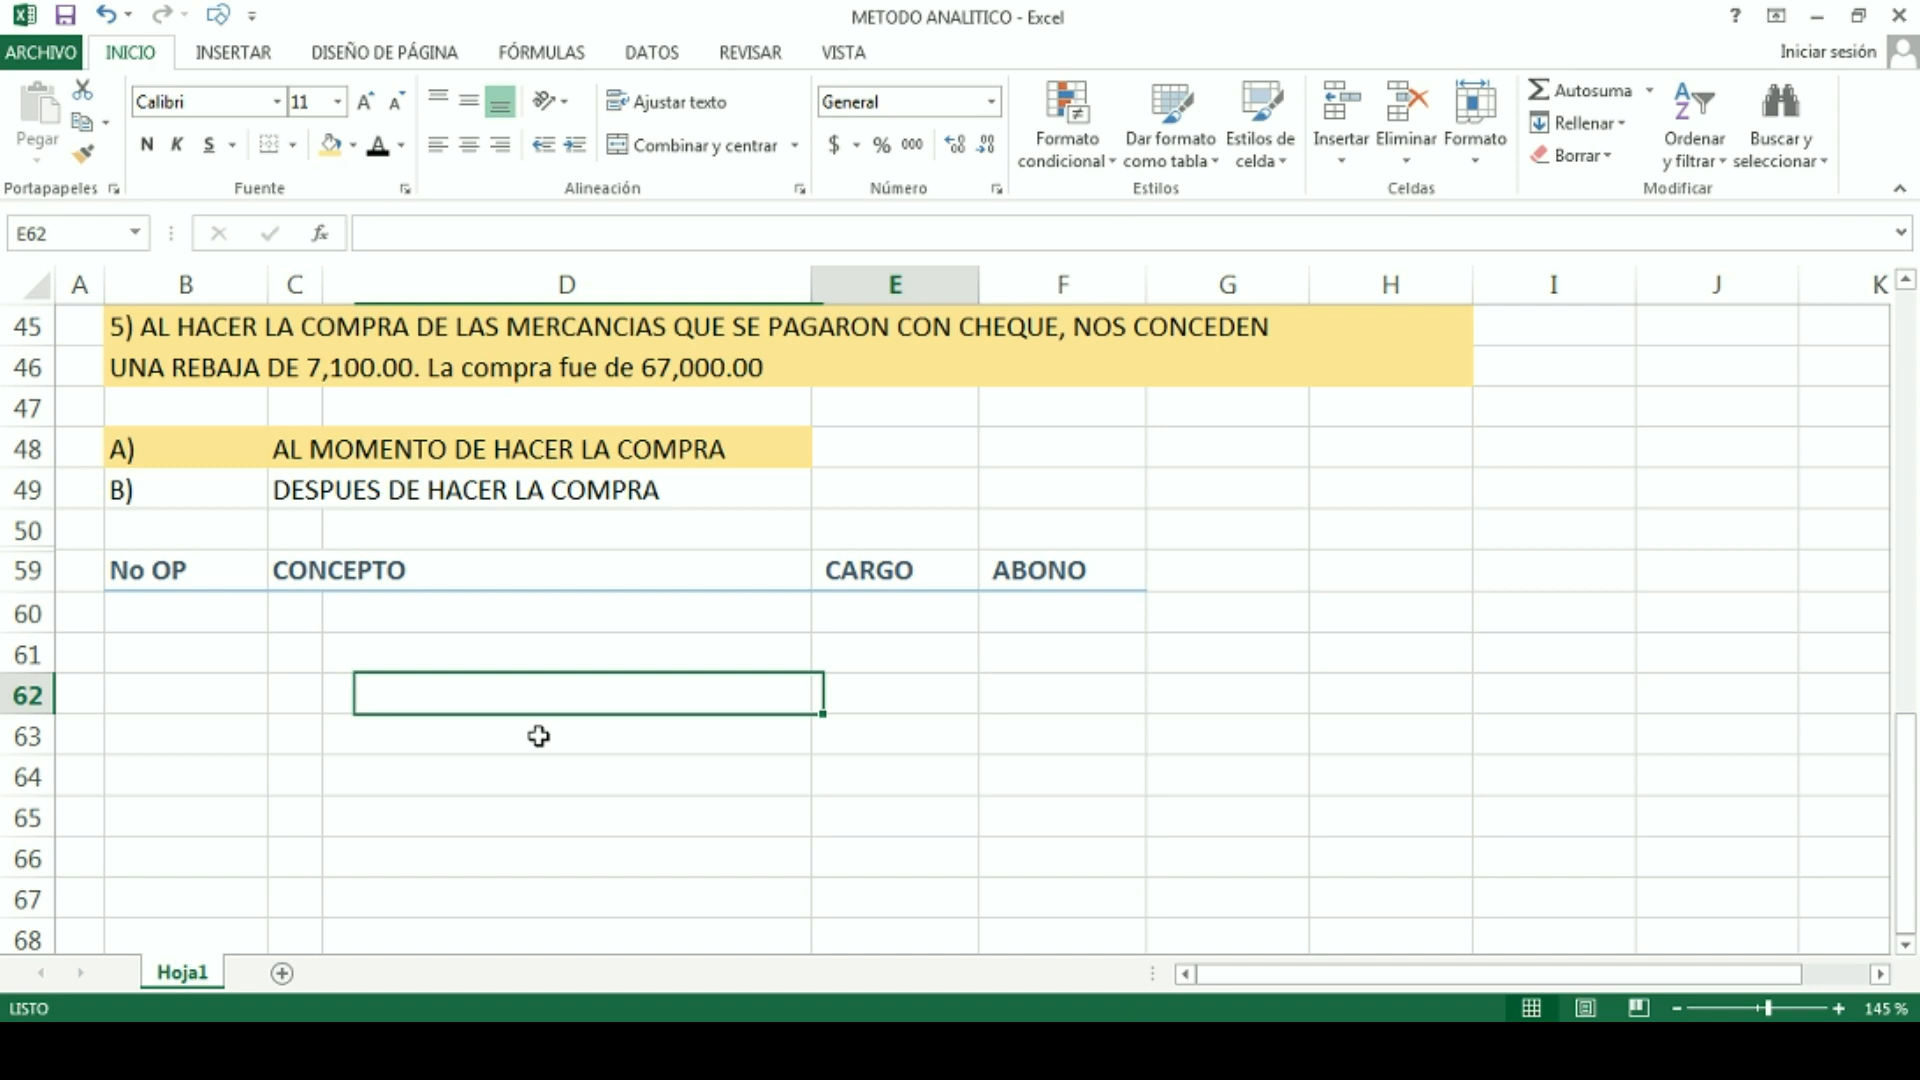 METODO ANALITICO - Excel
?
ARCHIVO INICIO INSERTAR DISEÑO DE PÁGINA FÓRMULAS DATOS REVISAR VISTA Iniciar sesión
Pegar
Calibri 11 A A
Ajustar texto
General
N K S A
Combinar y centrar
$ % 000
Formato condicional
Dar formato como tabla
Estilos de celda
Insertar Eliminar Formato
Autosuma
Rellenar
Borrar
Ordenar y filtrar
Buscar y seleccionar
Portapapeles Fuente Alineación Número Estilos Celdas Modificar
E62 fx
A B C D E F G H I J K
45 5) AL HACER LA COMPRA DE LAS MERCANCIAS QUE SE PAGARON CON CHEQUE, NOS CONCEDEN
46 UNA REBAJA DE 7,100.00. La compra fue de 67,000.00
47
48 A) AL MOMENTO DE HACER LA COMPRA
49 B) DESPUES DE HACER LA COMPRA
50
59 No OP CONCEPTO CARGO ABONO
60
61
62
63
64
65
66
67
68
Hoja1
LISTO 145 %